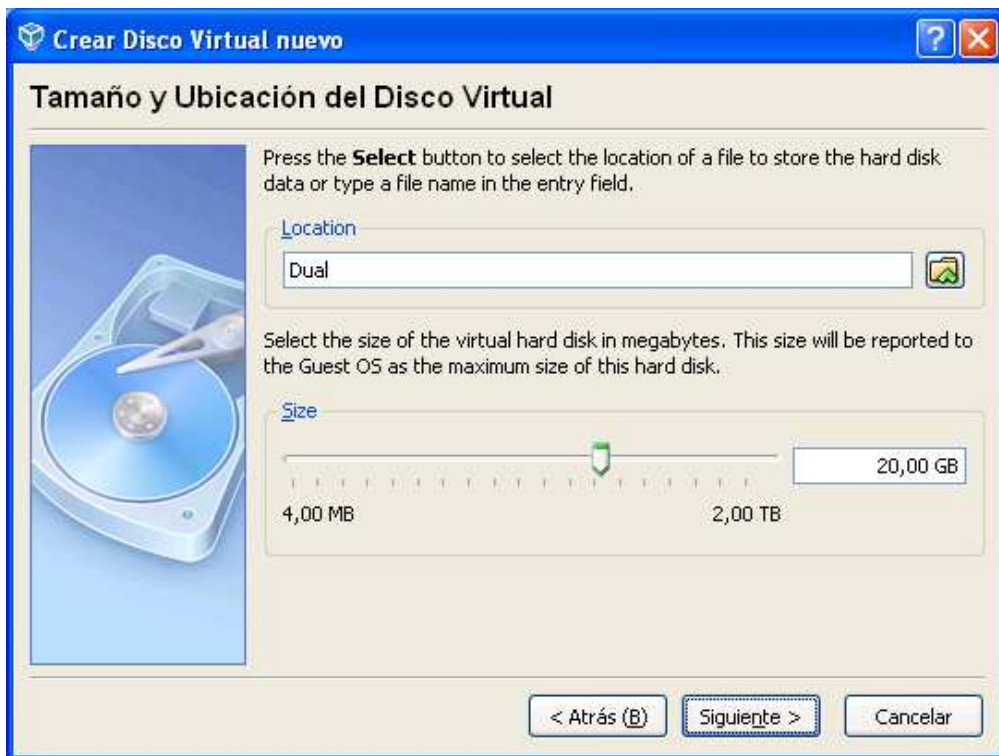 Crear Disco Virtual nuevo
Tamaño y Ubicación del Disco Virtual
Press the Select button to select the location of a file to store the hard disk
data or type a file name in the entry field.
Location
Dual
Select the size of the virtual hard disk in megabytes. This size will be reported to
the Guest OS as the maximum size of this hard disk.
Size
20,00 GB
4,00 MB 2,00 TB
< Atrás (B) Siguiente > Cancelar